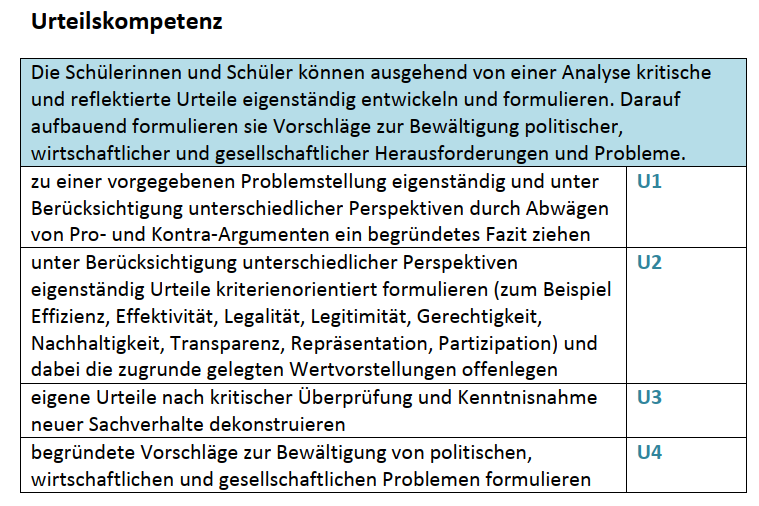 Urteilskompetenz
Die Schülerinnen und Schüler können ausgehend von einer Analyse kritische
und reflektierte Urteile eigenständig entwickeln und formulieren. Darauf
aufbauend formulieren sie Vorschläge zur Bewältigung politischer,
wirtschaftlicher und gesellschaftlicher Herausforderungen und Probleme.
zu einer vorgegebenen Problemstellung eigenständig und unter U1
Berücksichtigung unterschiedlicher Perspektiven durch Abwägen
von Pro- und Kontra-Argumenten ein begründetes Fazit ziehen
unter Berücksichtigung unterschiedlicher Perspektiven U2
eigenständig Urteile kriterienorientiert formulieren (zum Beispiel
Effizienz, Effektivität, Legalität, Legitimität, Gerechtigkeit,
Nachhaltigkeit, Transparenz, Repräsentation, Partizipation) und
dabei die zugrunde gelegten Wertvorstellungen offenlegen
eigene Urteile nach kritischer Überprüfung und Kenntnisnahme U3
neuer Sachverhalte dekonstruieren
begründete Vorschläge zur Bewältigung von politischen, U4
wirtschaftlichen und gesellschaftlichen Problemen formulieren